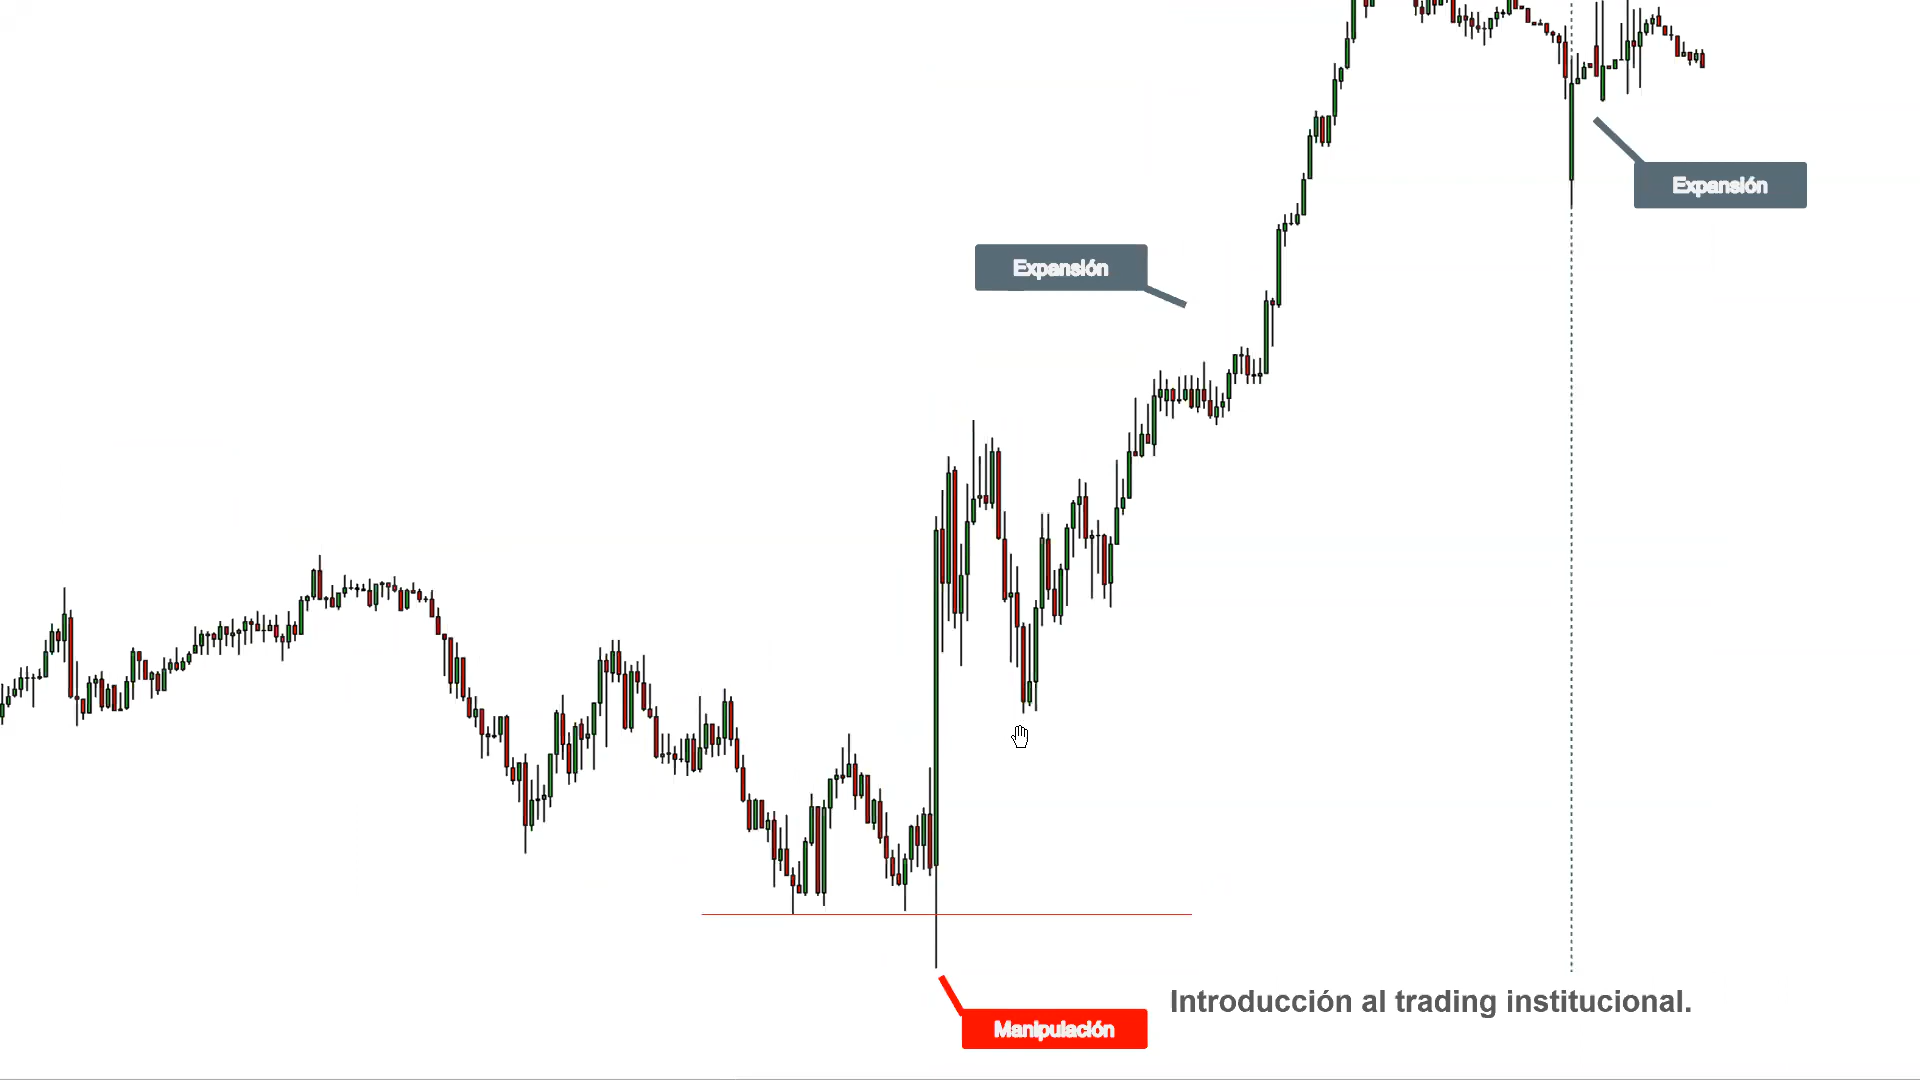 Expansión
Expansión
Introducción al trading institucional.
Manipulación